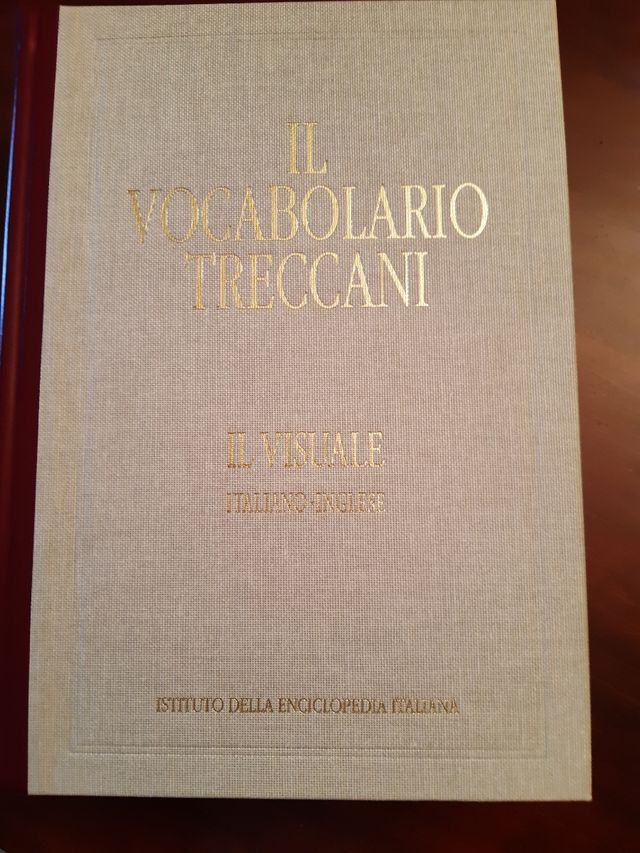 IL
VOCABOLARIO
TRECCANI
IL VISUALE
ITALIANO-INGLESE
ISTITUTO DELLA ENCICLOPEDIA ITALIANA